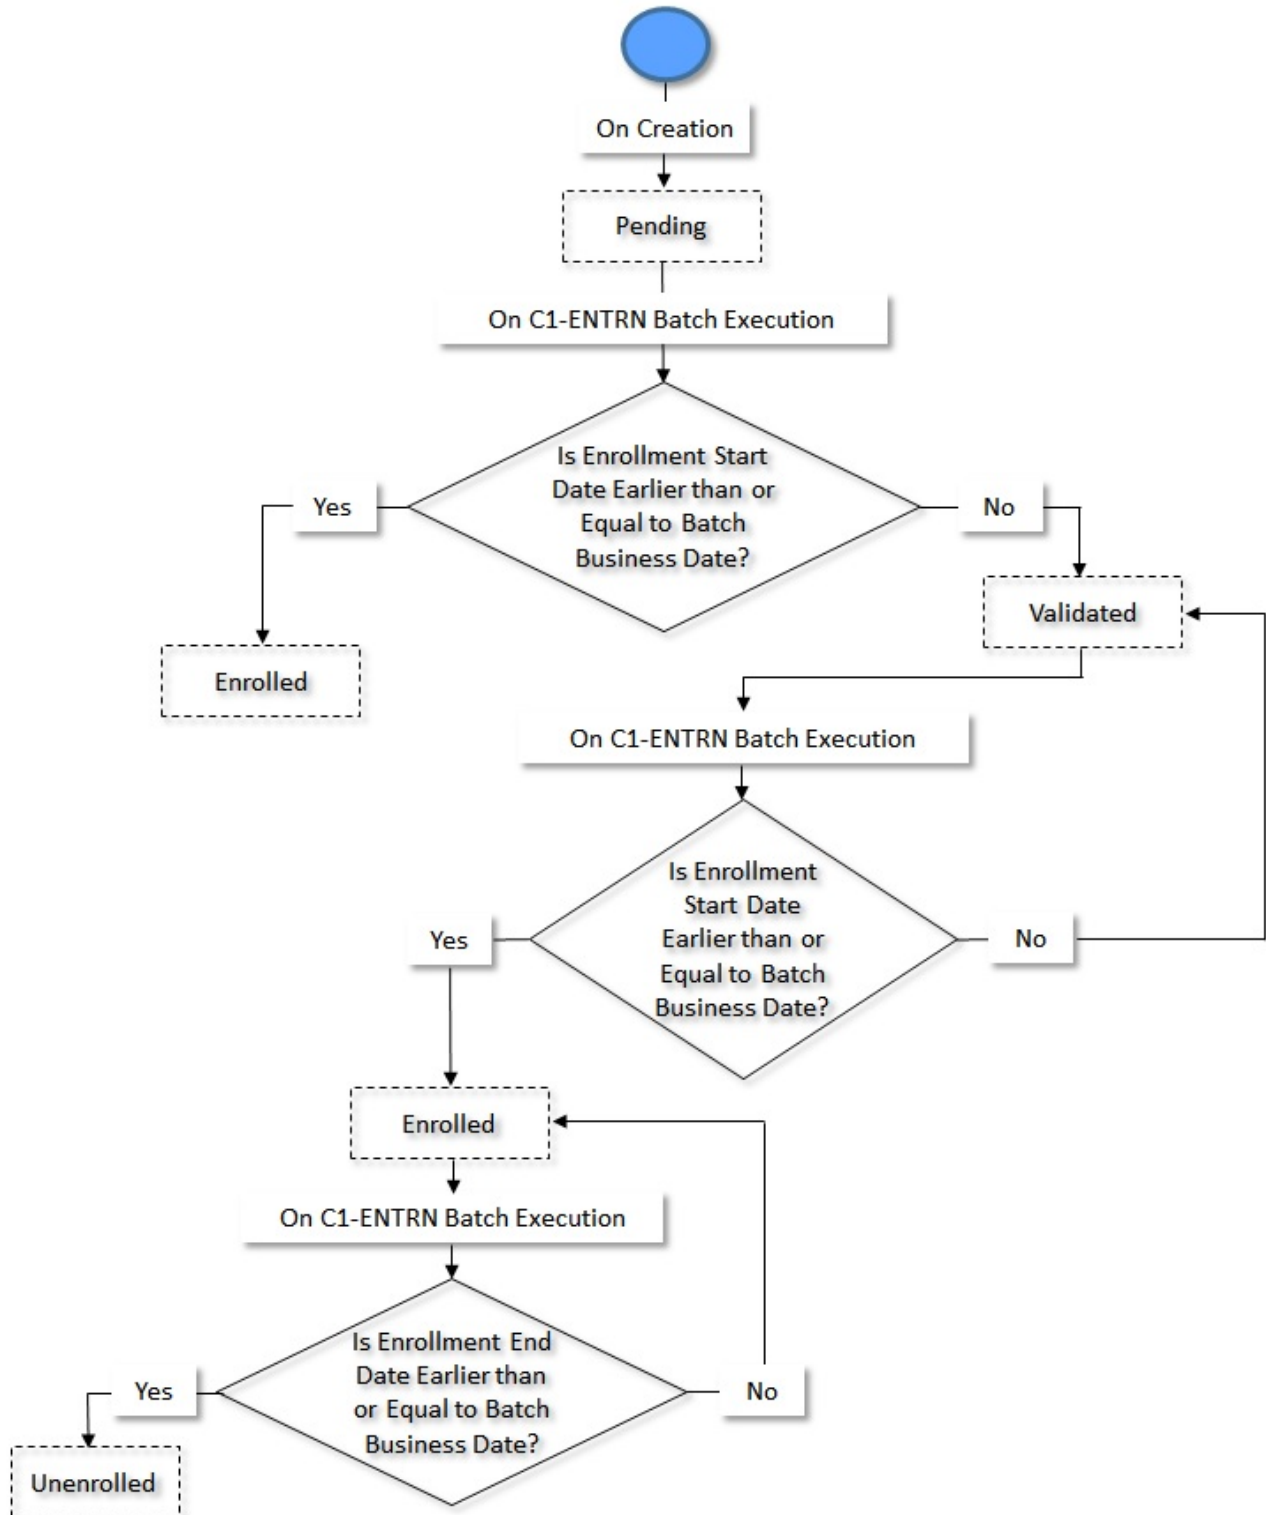 On Creation
Pending
On C1-ENTRN Batch Execution
Is Enrollment Start
Date Earlier than or
Equal to Batch
Business Date?
Yes
No
Validated
Enrolled
On C1-ENTRN Batch Execution
Is Enrollment
Start Date
Earlier than or
Equal to Batch
Business Date?
Yes
No
Enrolled
On C1-ENTRN Batch Execution
Is Enrollment End
Date Earlier than
or Equal to Batch
Business Date?
Yes
No
Unenrolled